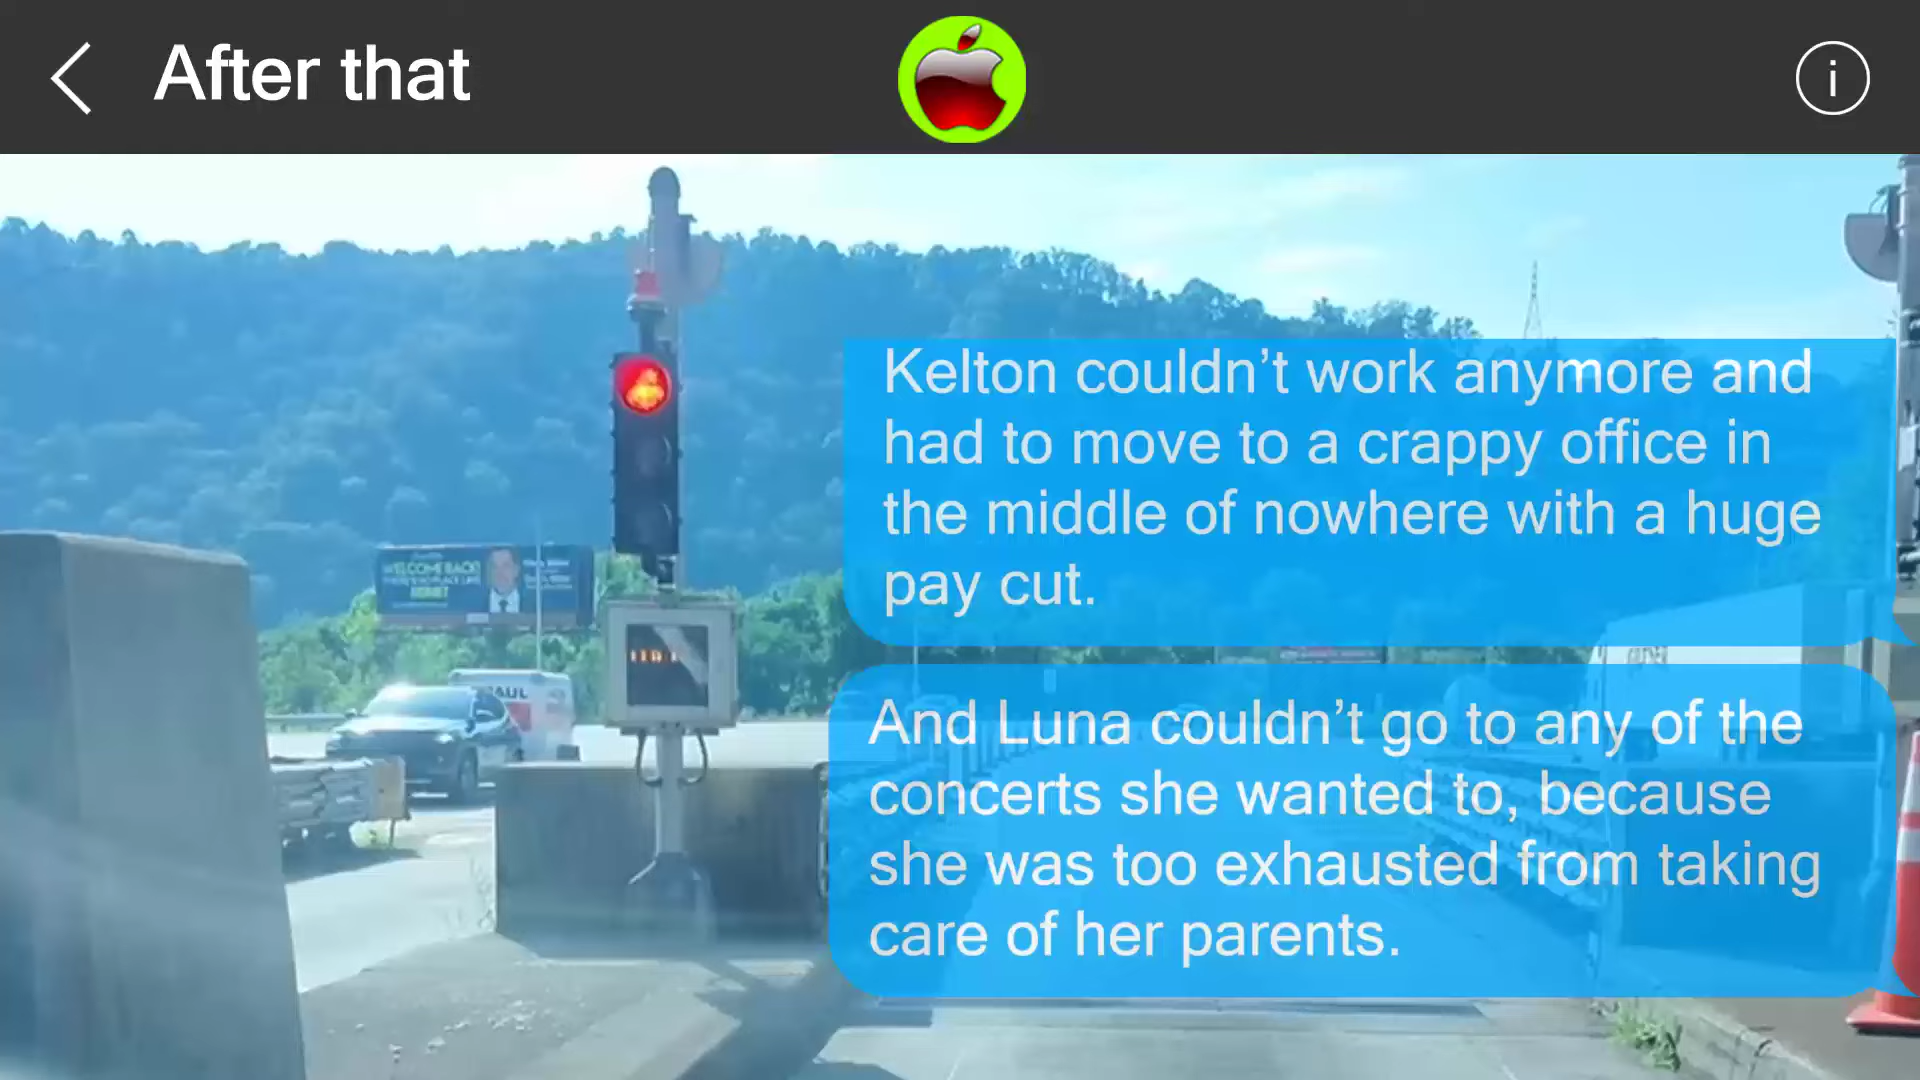 After that
Kelton couldn’t work anymore and
had to move to a crappy office in
the middle of nowhere with a huge
pay cut.
And Luna couldn’t go to any of the
concerts she wanted to, because
she was too exhausted from taking
care of her parents.
WELCOME BACK!